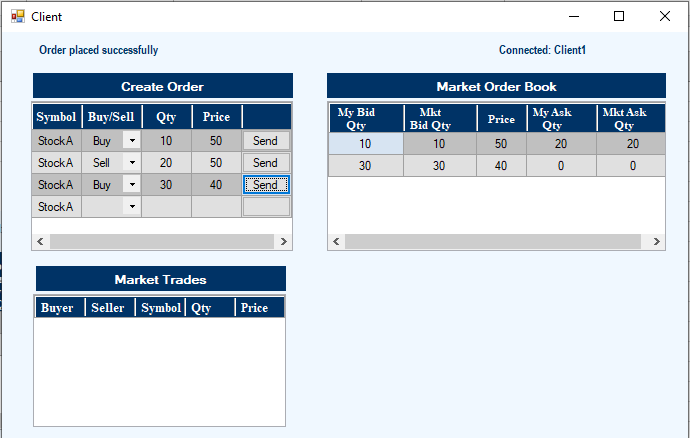 Client
Order placed successfully
Connected: Client1
Create Order
Symbol Buy/Sell Qty Price
StockA Buy 10 50 Send
StockA Sell 20 50 Send
StockA Buy 30 40 Send
StockA
Market Order Book
My Bid Qty Mkt Bid Qty Price My Ask Qty Mkt Ask Qty
10 10 50 20 20
30 30 40 0 0
Market Trades
Buyer Seller Symbol Qty Price